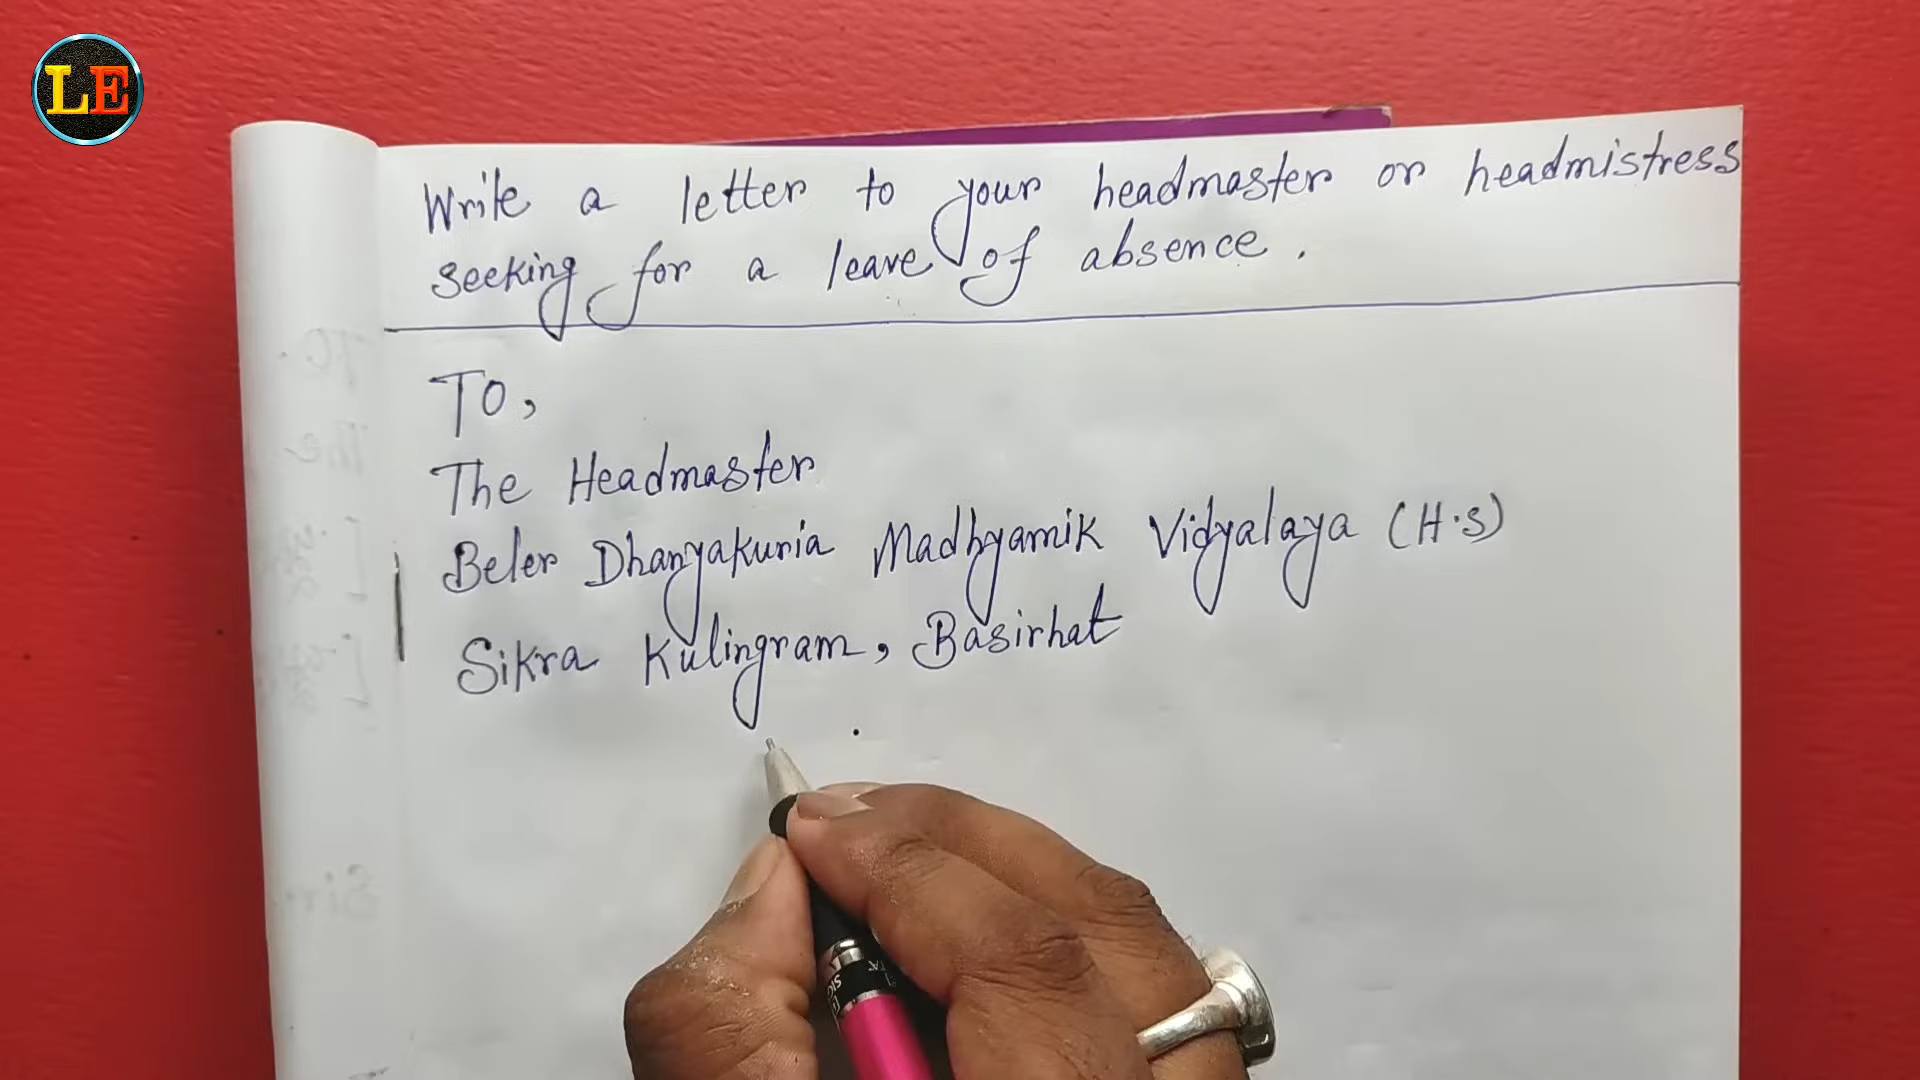 LE
Write a letter to your headmaster or headmistress
seeking for a leave of absence.
TO,
The Headmaster
Beler Dhanyakuria Madhyamik Vidyalaya (H.S)
Sikra Kulingram, Basirhat